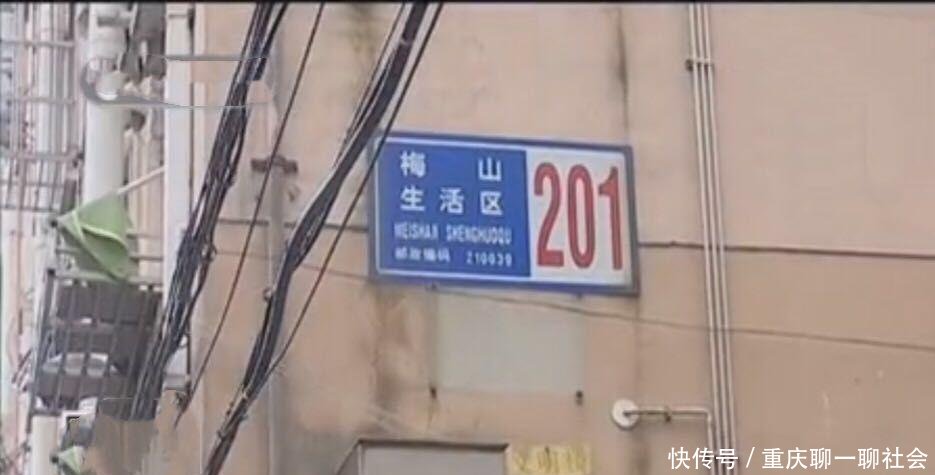 梅山
生活区
MEISHAN SHENGHUOQU
邮政编码 210039
201
快传号／重庆聊一聊社会